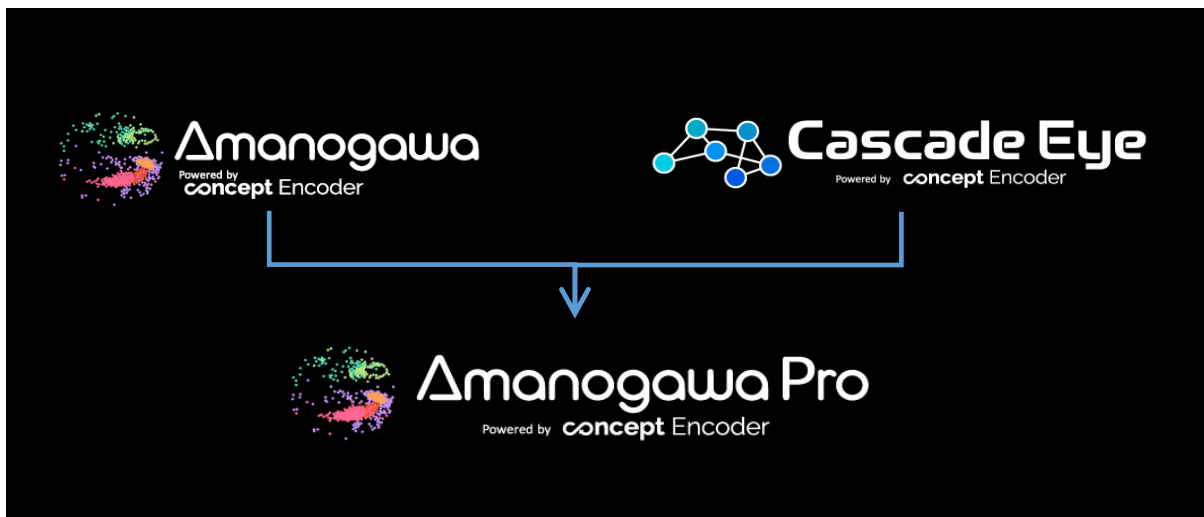 Amanogawa
Powered by
concept Encoder
Cascade Eye
Powered by concept Encoder
Amanogawa Pro
Powered by concept Encoder